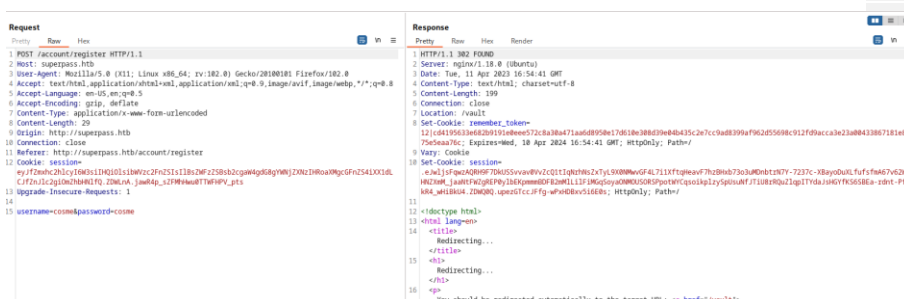 Request
Pretty Raw Hex
1 POST /account/register HTTP/1.1
2 Host: superpass.htb
3 User-Agent: Mozilla/5.0 (X11; Linux x86_64; rv:102.0) Gecko/20100101 Firefox/102.0
4 Accept: text/html,application/xhtml+xml,application/xml;q=0.9,image/avif,image/webp,*/*;q=0.8
5 Accept-Language: en-US,en;q=0.5
6 Accept-Encoding: gzip, deflate
7 Content-Type: application/x-www-form-urlencoded
8 Content-Length: 29
9 Origin: http://superpass.htb
10 Connection: close
11 Referer: http://superpass.htb/account/register
12 Cookie: session=
13 Upgrade-Insecure-Requests: 1
14
15 username=cosme&password=cosme
Response
Pretty Raw Hex Render
1 HTTP/1.1 302 FOUND
2 Server: nginx/1.18.0 (Ubuntu)
3 Date: Tue, 11 Apr 2023 16:54:41 GMT
4 Content-Type: text/html; charset=utf-8
5 Content-Length: 199
6 Connection: close
7 Location: /vault
8 Set-Cookie: remember_token=
75e5eaa76c; Expires=Wed, 10 Apr 2024 16:54:41 GMT; HttpOnly; Path=/
9 Vary: Cookie
10 Set-Cookie: session=
HttpOnly; Path=/
11
12 <!doctype html>
13 <html lang=en>
14 <title>
Redirecting...
</title>
15 <h1>
Redirecting...
</h1>
16 <p>